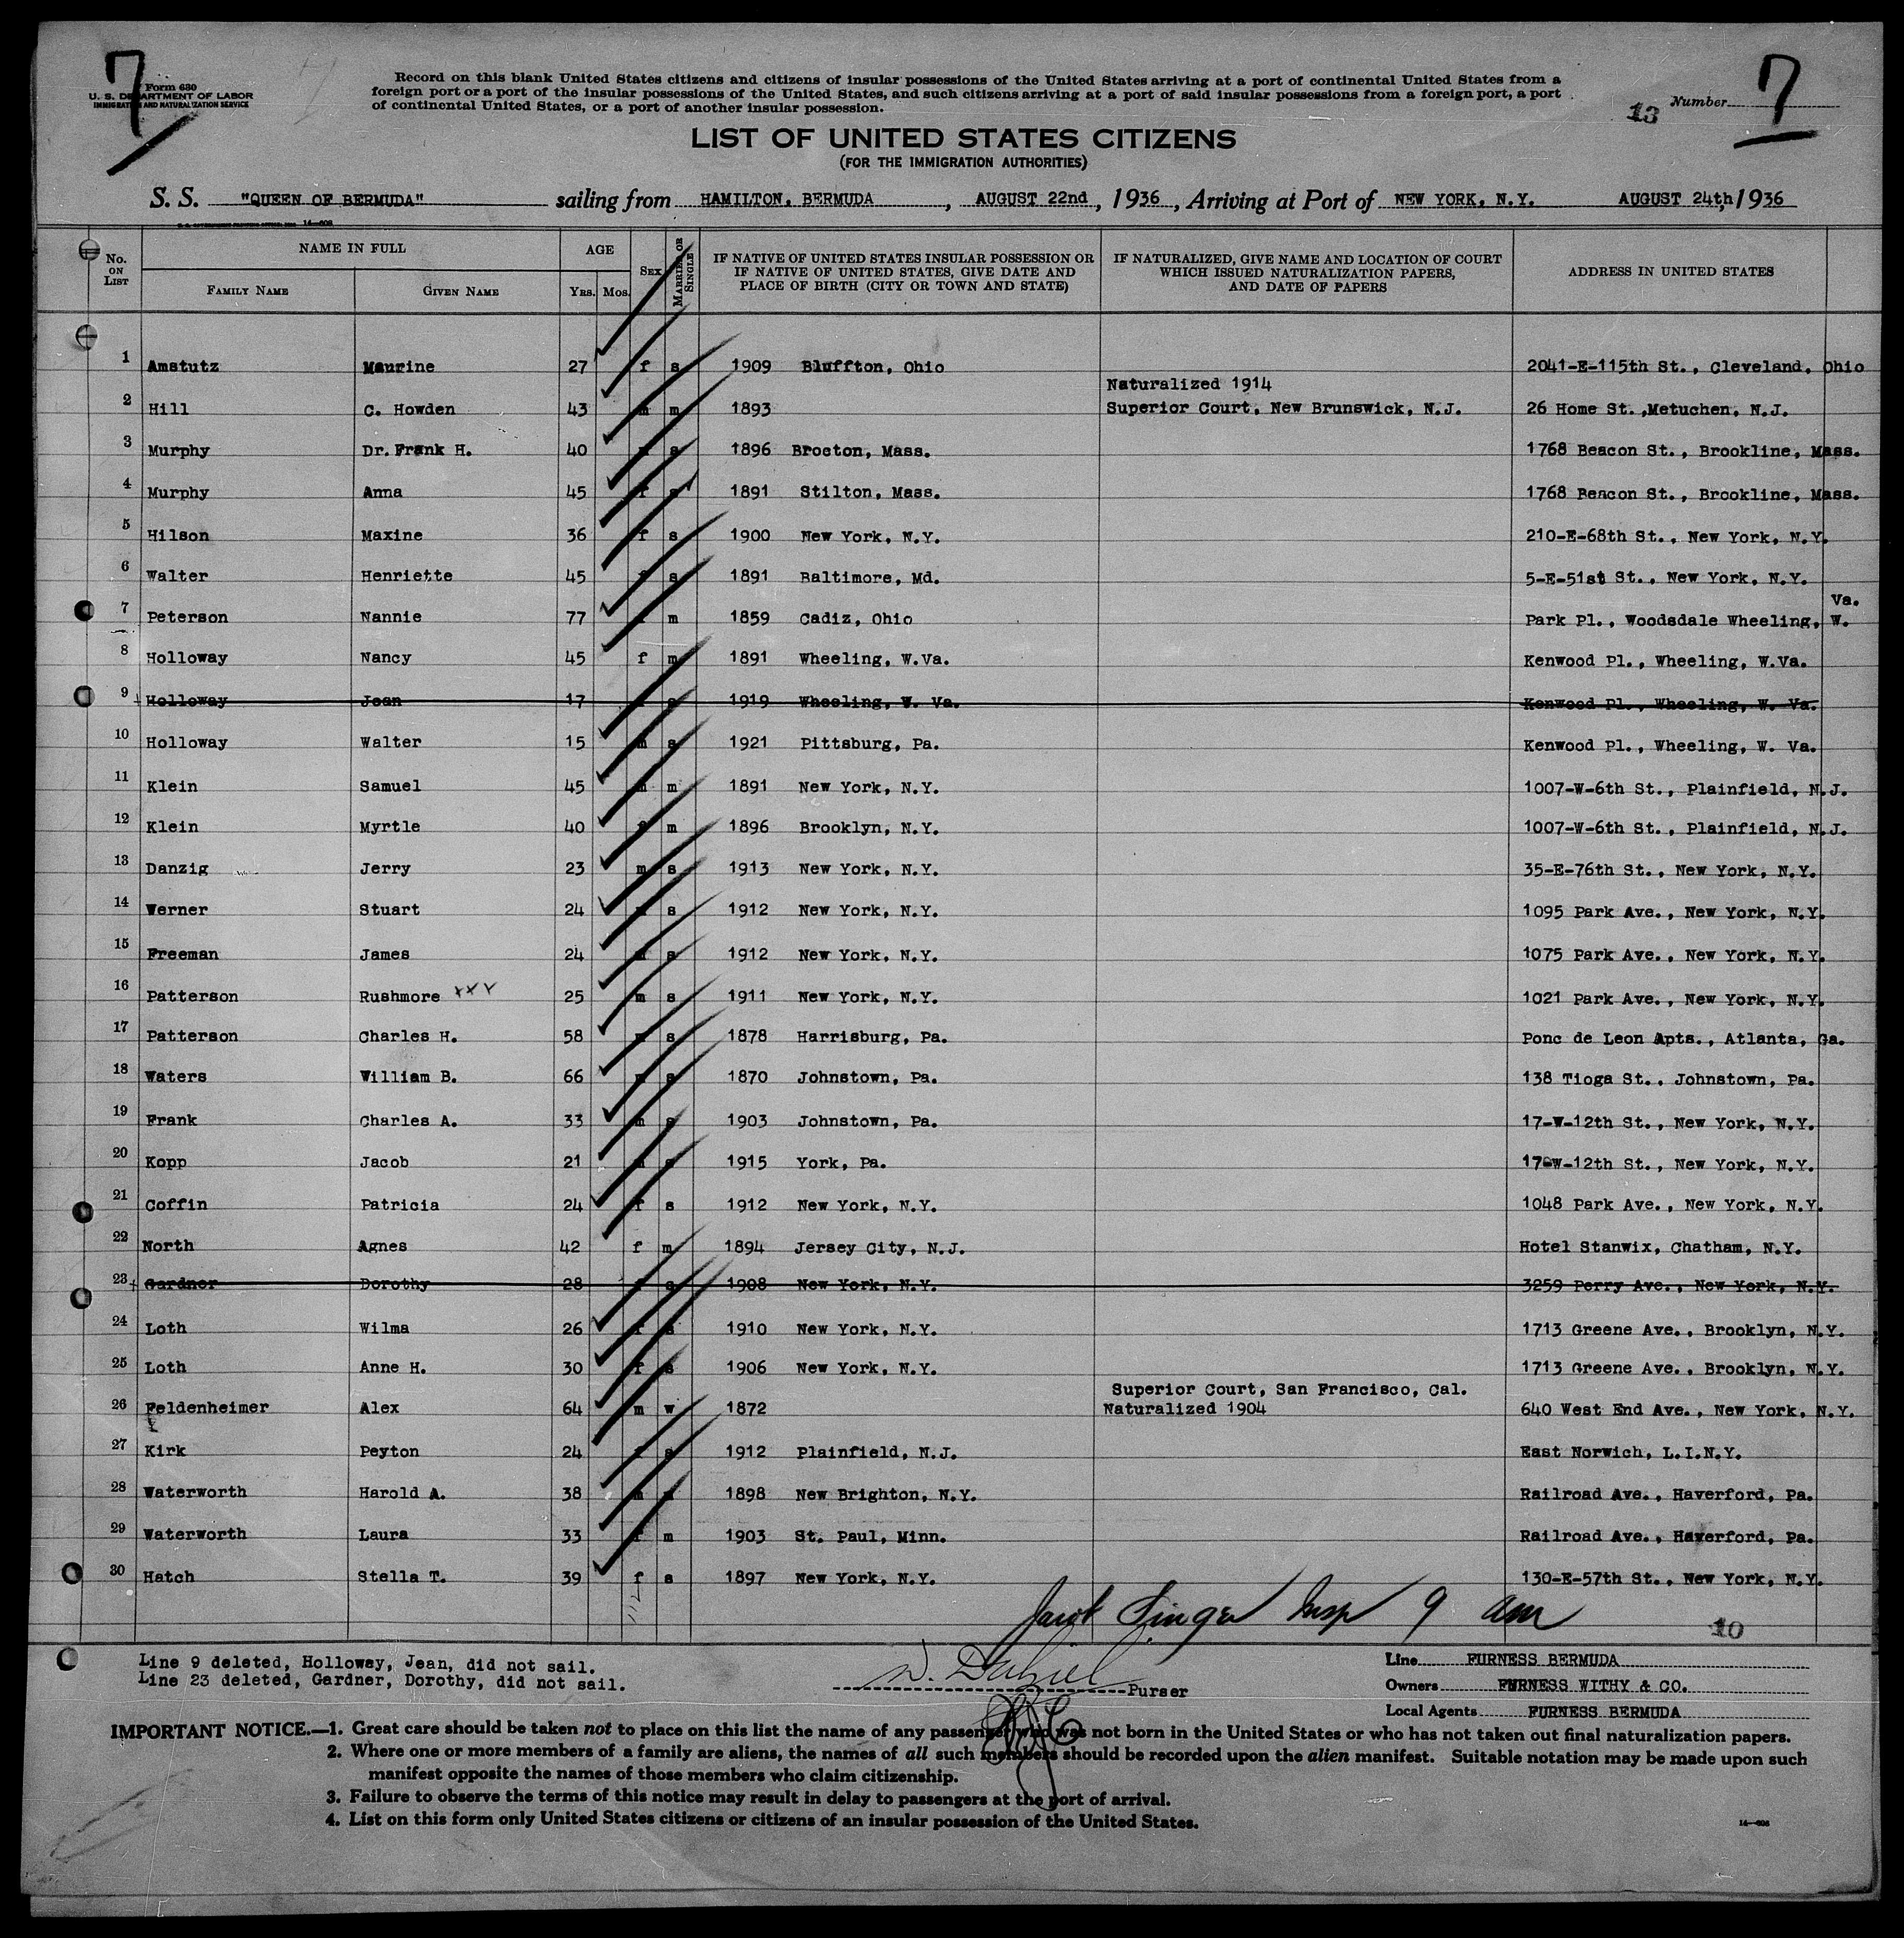 7
7
Form 630
U. S. DEPARTMENT OF LABOR
IMMIGRATION AND NATURALIZATION SERVICE
Record on this blank United States citizens and citizens of insular possessions of the United States arriving at a port of continental United States from a
foreign port or a port of the insular possessions of the United States, and such citizens arriving at a port of said insular possessions from a foreign port, a port
of continental United States, or a port of another insular possession.
13 Number
LIST OF UNITED STATES CITIZENS
(FOR THE IMMIGRATION AUTHORITIES)
S. S. "QUEEN OF BERMUDA" sailing from HAMILTON, BERMUDA, AUGUST 22nd, 1936, Arriving at Port of NEW YORK, N.Y. AUGUST 24th, 1936
No. ON LIST NAME IN FULL AGE SEX MARRIED OR SINGLE IF NATIVE OF UNITED STATES INSULAR POSSESSION OR IF NATIVE OF UNITED STATES, GIVE DATE AND PLACE OF BIRTH (CITY OR TOWN AND STATE) IF NATURALIZED, GIVE NAME AND LOCATION OF COURT WHICH ISSUED NATURALIZATION PAPERS, AND DATE OF PAPERS ADDRESS IN UNITED STATES
FAMILY NAME GIVEN NAME YRS. MOS.
1 Amstutz Maurine 27 f s 1909 Bluffton, Ohio 2041-E-115th St., Cleveland, Ohio
Naturalized 1914
2 Hill C. Howden 43 m m 1893 Superior Court, New Brunswick, N.J. 26 Home St.,Metuchen, N.J.
3 Murphy Dr. Frank H. 40 s 1896 Brocton, Mass. 1768 Beacon St., Brookline, Mass.
4 Murphy Anna 45 f s 1891 Stilton, Mass. 1768 Beacon St., Brookline, Mass.
5 Hilson Maxine 36 f s 1900 New York, N.Y. 210-E-68th St., New York, N.Y.
6 Walter Henriette 45 f s 1891 Baltimore, Md. 5-E-51st St., New York, N.Y.
Va.
7 Peterson Nannie 77 m 1859 Cadiz, Ohio Park Pl., Woodsdale Wheeling, W.
8 Holloway Nancy 45 f m 1891 Wheeling, W.Va. Kenwood Pl., Wheeling, W.Va.
9 Holloway Jean 17 s 1919 Wheeling, W. Va. Kenwood Pl., Wheeling, W. Va.
10 Holloway Walter 15 m s 1921 Pittsburg, Pa. Kenwood Pl., Wheeling, W. Va.
11 Klein Samuel 45 m m 1891 New York, N.Y. 1007-W-6th St., Plainfield, N.J.
12 Klein Myrtle 40 f m 1896 Brooklyn, N.Y. 1007-W-6th St., Plainfield, N.J.
13 Danzig Jerry 23 m s 1913 New York, N.Y. 35-E-76th St., New York, N.Y.
14 Werner Stuart 24 s 1912 New York, N.Y. 1095 Park Ave., New York, N.Y.
15 Freeman James 24 s 1912 New York, N.Y. 1075 Park Ave., New York, N.Y.
16 Patterson Rushmore xxy 25 m s 1911 New York, N.Y. 1021 Park Ave., New York, N.Y.
17 Patterson Charles H. 58 s 1878 Harrisburg, Pa. Ponc de Leon Apts., Atlanta, Ga.
18 Waters William B. 66 s 1870 Johnstown, Pa. 138 Tioga St., Johnstown, Pa.
19 Frank Charles A. 33 m s 1903 Johnstown, Pa. 17-W-12th St., New York, N.Y.
20 Kopp Jacob 21 s 1915 York, Pa. 17-W-12th St., New York, N.Y.
21 Coffin Patricia 24 f s 1912 New York, N.Y. 1048 Park Ave., New York, N.Y.
22 North Agnes 42 f m 1894 Jersey City, N.J. Hotel Stanwix, Chatham, N.Y.
23 Gardner Dorothy 28 f s 1908 New York, N.Y. 3259 Perry Ave., New York, N.Y.
24 Loth Wilma 26 f s 1910 New York, N.Y. 1713 Greene Ave., Brooklyn, N.Y.
25 Loth Anne H. 30 f s 1906 New York, N.Y. 1713 Greene Ave., Brooklyn, N.Y.
Superior Court, San Francisco, Cal.
26 Feldenheimer Alex 64 m w 1872 Naturalized 1904 640 West End Ave., New York, N.Y.
27 Kirk Peyton 24 s 1912 Plainfield, N.J. East Norwich, L.I.N.Y.
28 Waterworth Harold A. 38 m 1898 New Brighton, N.Y. Railroad Ave., Haverford, Pa.
29 Waterworth Laura 33 f m 1903 St. Paul, Minn. Railroad Ave., Haverford, Pa.
30 Hatch Stella T. 39 f s 1897 New York, N.Y. 130-E-57th St., New York, N.Y.
Jacob Singer Insp 9 am
10
Line 9 deleted, Holloway, Jean, did not sail.
Line 23 deleted, Gardner, Dorothy, did not sail.
D. Dalziel Purser
Line FURNESS BERMUDA
Owners FURNESS WITHY & CO.
Local Agents FURNESS BERMUDA
IMPORTANT NOTICE.—1. Great care should be taken not to place on this list the name of any passenger who was not born in the United States or who has not taken out final naturalization papers.
2. Where one or more members of a family are aliens, the names of all such members should be recorded upon the alien manifest. Suitable notation may be made upon such
manifest opposite the names of those members who claim citizenship.
3. Failure to observe the terms of this notice may result in delay to passengers at the port of arrival.
4. List on this form only United States citizens or citizens of an insular possession of the United States.
14—608